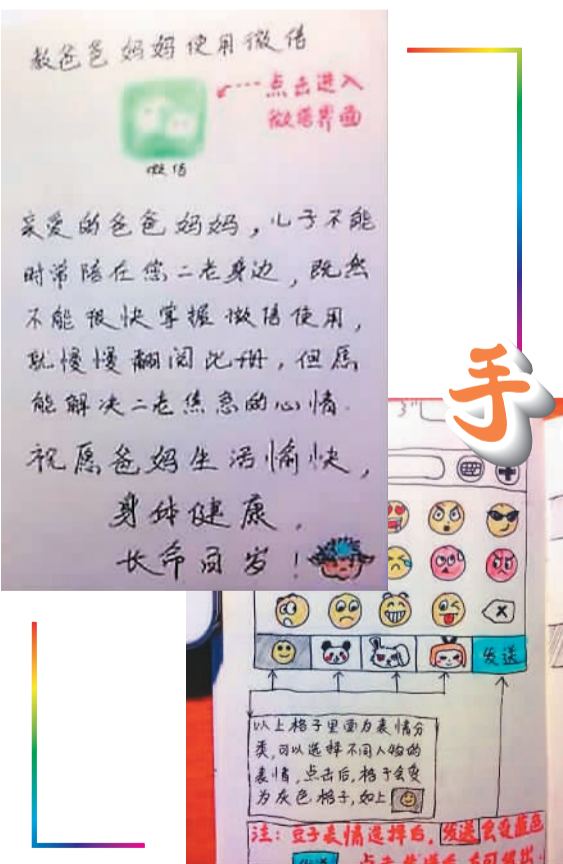 教爸爸妈妈使用微信
点击进入
微信界面
微信
亲爱的爸爸妈妈，儿子不能
时常陪在您二老身边，既然
不能很快掌握微信使用，
就慢慢翻阅此册，但愿
能解决二老焦急的心情.
祝愿爸妈生活愉快，
身体健康，
长命百岁！
手
发送
以上格子里面为表情分
类,可以选择不同人物的
表情,点击后,格子会变
为灰色格子,如上
注:豆子表情选择后,发送会变蓝色
发送